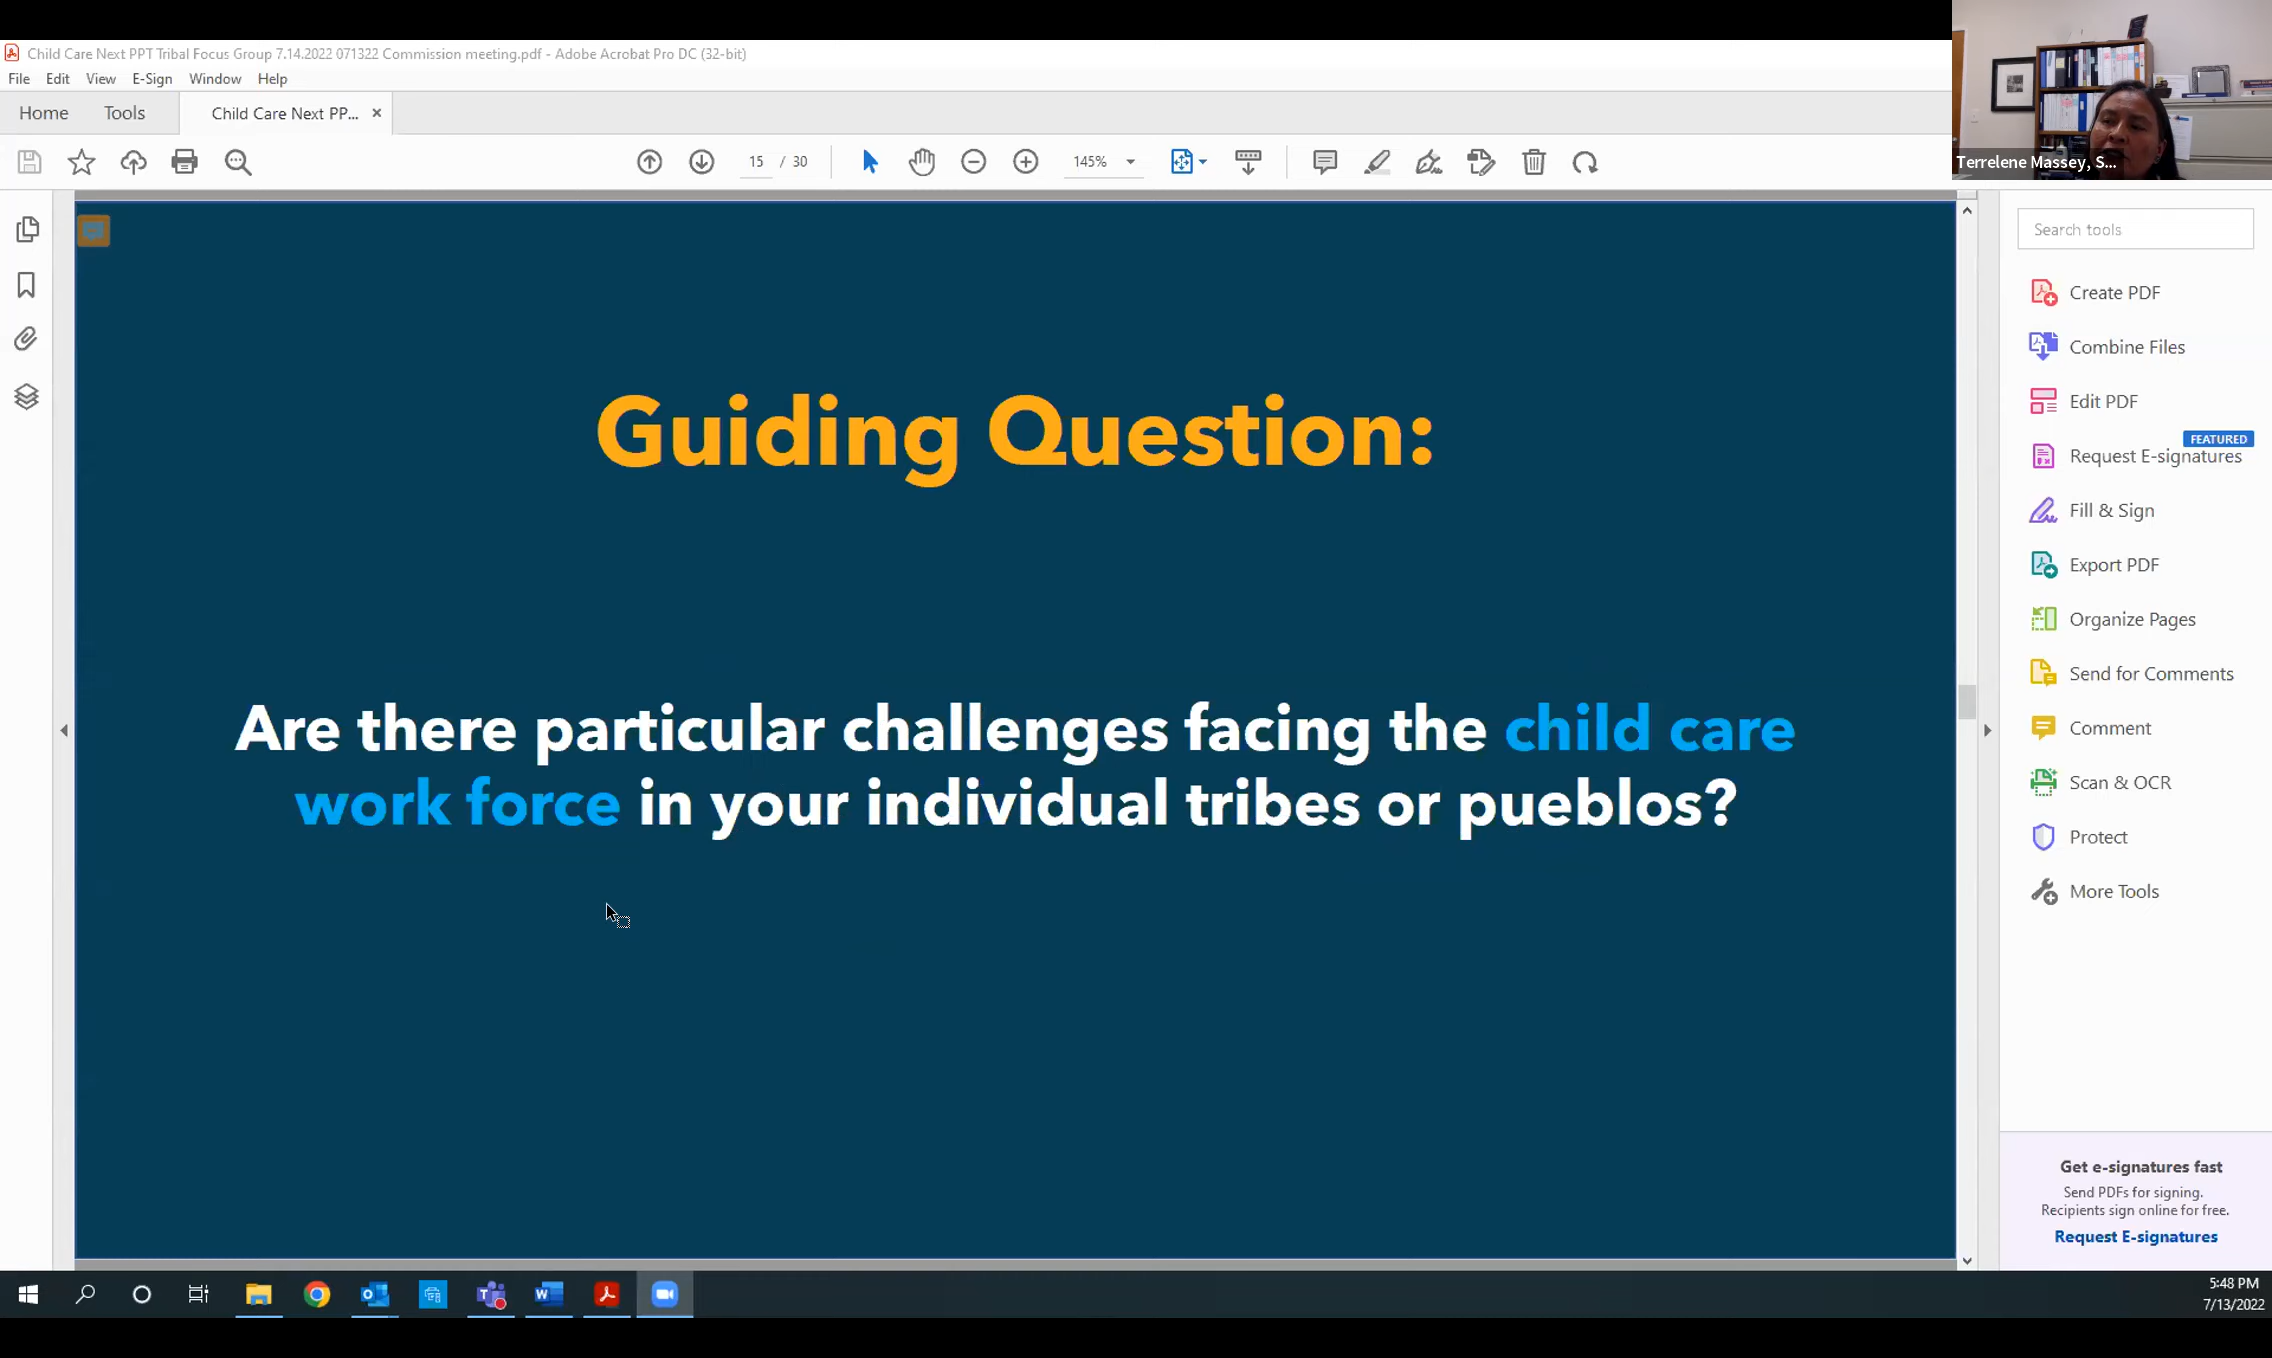 Child Care Next PPT Tribal Focus Group 7.14.2022 071322 Commission meeting.pdf - Adobe Acrobat Pro DC (32-bit)
File Edit View E-Sign Window Help
Home Tools Child Care Next PP... ×
15 / 30 145%
Terrelene Massey, S...
Guiding Question:
Are there particular challenges facing the child care
work force in your individual tribes or pueblos?
Search tools
Create PDF
Combine Files
Edit PDF
FEATURED
Request E-signatures
Fill & Sign
Export PDF
Organize Pages
Send for Comments
Comment
Scan & OCR
Protect
More Tools
Get e-signatures fast
Send PDFs for signing.
Recipients sign online for free.
Request E-signatures
5:48 PM
7/13/2022